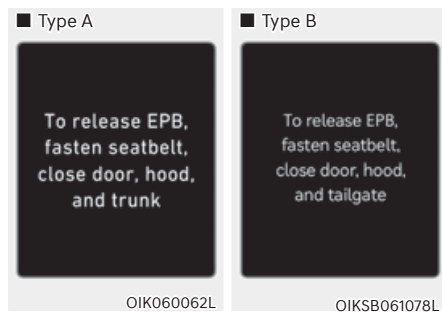 ■ Type A
To release EPB,
fasten seatbelt,
close door, hood,
and trunk
OIK060062L
■ Type B
To release EPB,
fasten seatbelt,
close door, hood,
and tailgate
OIKSB061078L